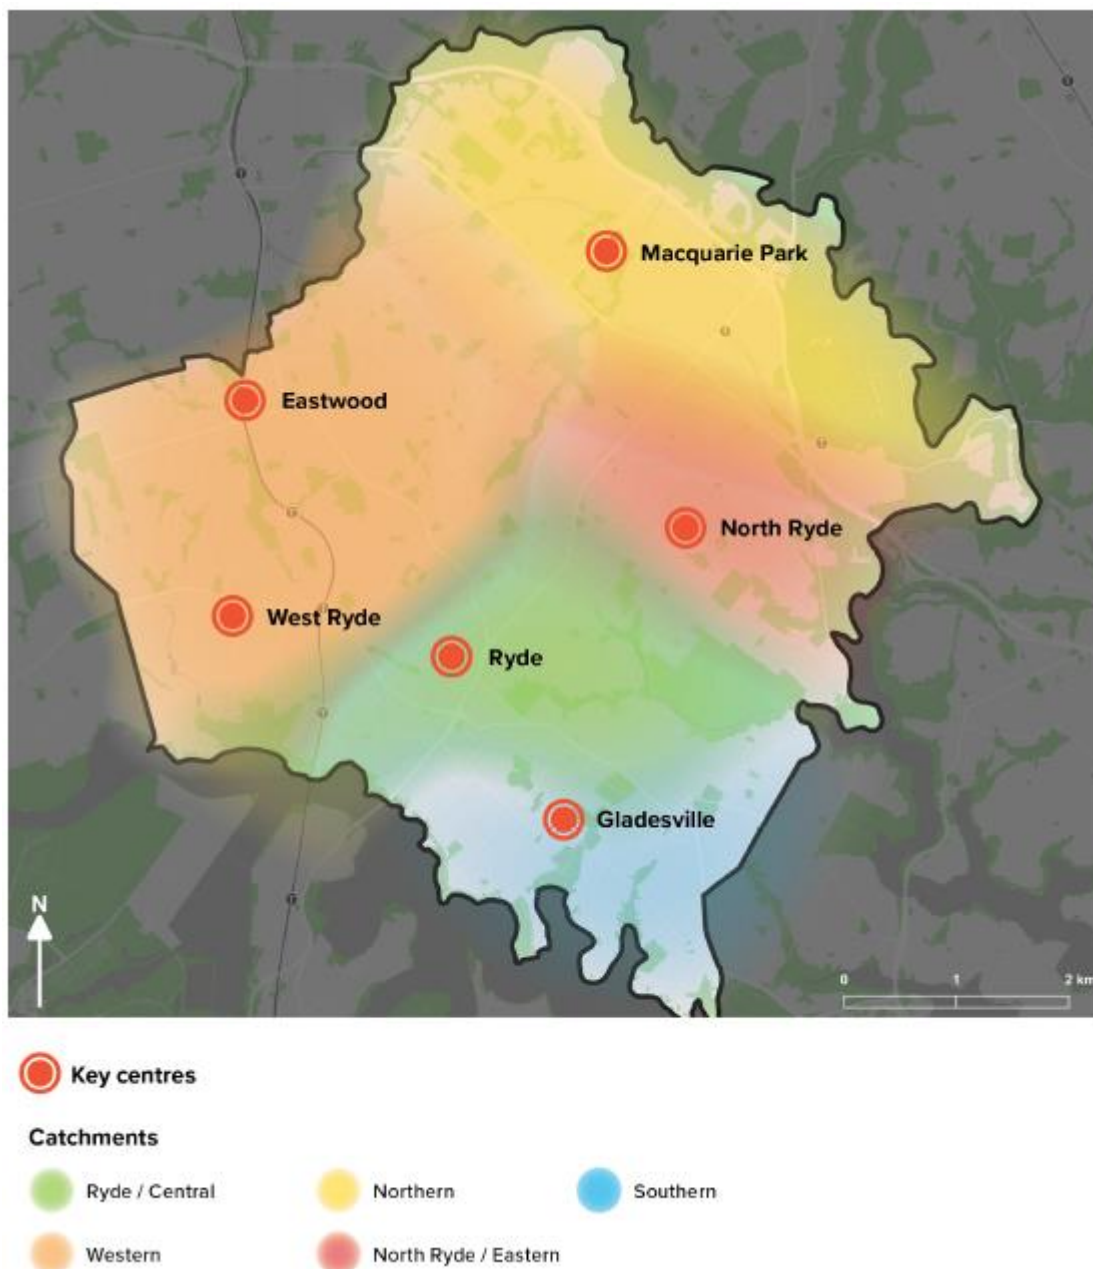 Macquarie Park
Eastwood
North Ryde
West Ryde
Ryde
Gladesville
N
0 1 2 km
Key centres
Catchments
Ryde / Central Northern Southern
Western North Ryde / Eastern